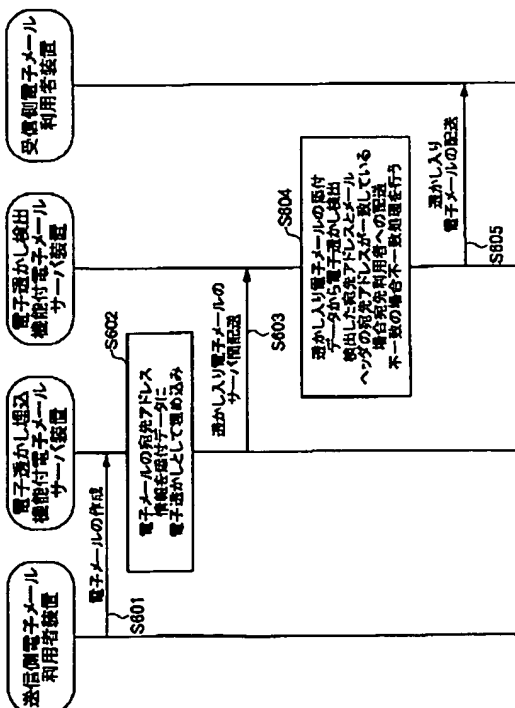 送信側電子メール
利用者装置
電子透かし埋込
機能付電子メール
サーバ装置
電子透かし検出
機能付電子メール
サーバ装置
受信側電子メール
利用者装置
電子メールの作成
S601
S602
電子メールの宛先アドレス
情報を添付データに
電子透かしとして埋め込み
透かし入り電子メールの
サーバ間配送
S603
S604
透かし入り電子メールの添付
データから電子透かし検出
検出した宛先アドレスとメール
ヘッダの宛先アドレスが一致している
場合宛先利用者への配送
不一致の場合不一致処理を行う
透かし入り
電子メールの配送
S605